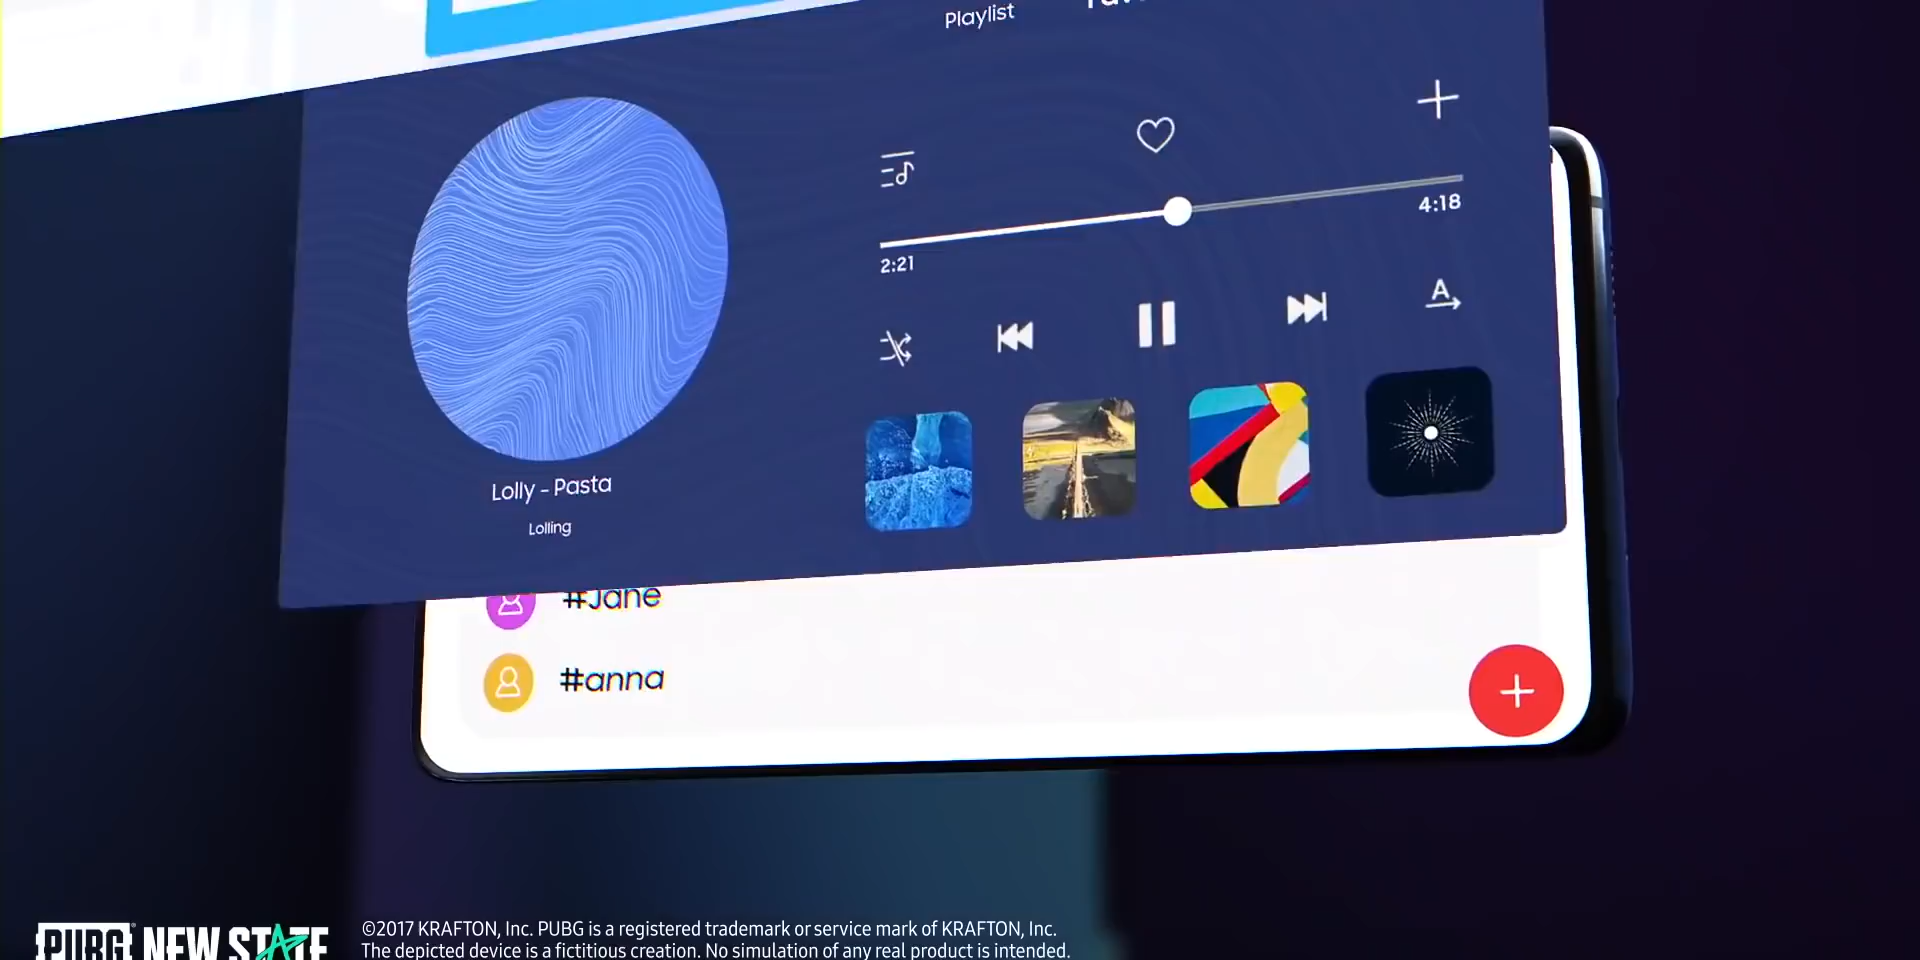 Playlist
4:18
2:21
A
Lolly - Pasta
Lolling
#Jane
#anna
PUBG NEW STATE
©2017 KRAFTON, Inc. PUBG is a registered trademark or service mark of KRAFTON, Inc.
The depicted device is a fictitious creation. No simulation of any real product is intended.